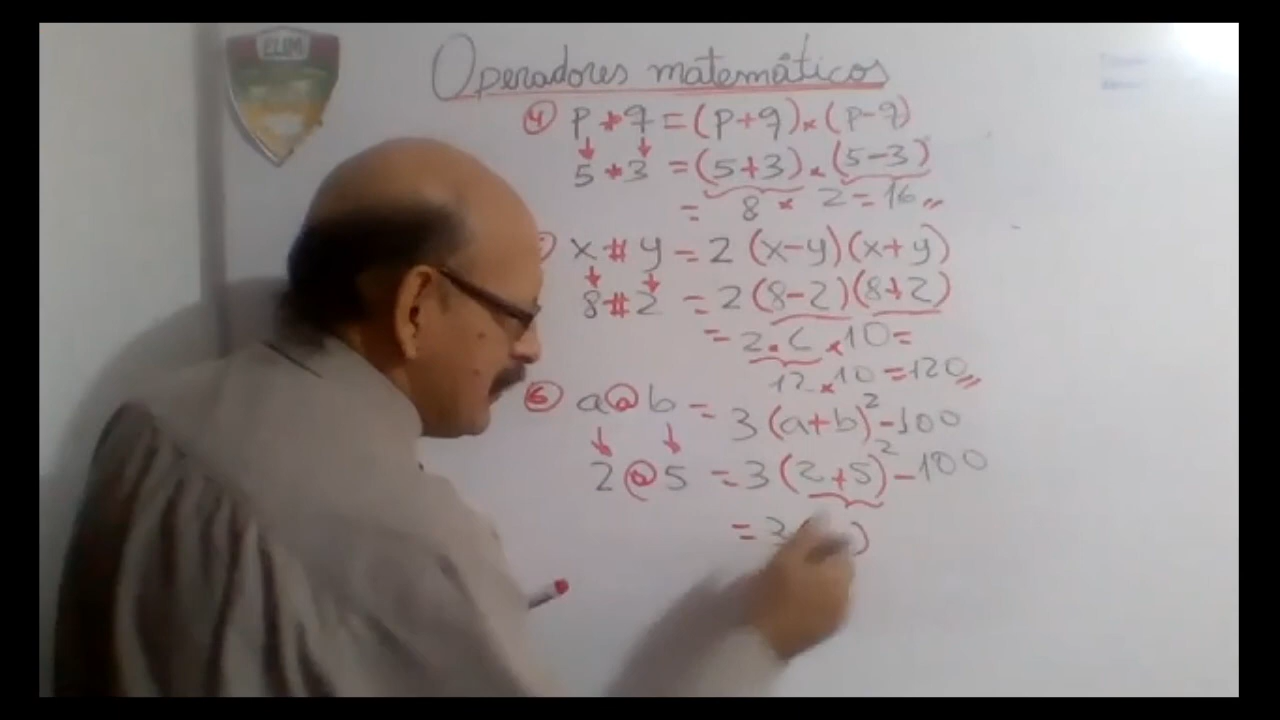 ELIM
Operadores matemáticos
4 p * q = (p+q) × (p-q)
5 * 3 = (5+3) × (5-3)
= 8 × 2 = 16 "
x # y = 2 (x-y)(x+y)
8 # 2 = 2 (8-2)(8+2)
= 2 . 6 × 10 =
12 × 10 = 120 "
6 a @ b = 3 (a+b)² - 100
2 @ 5 = 3 (2+5)² - 100
= 3 ( )